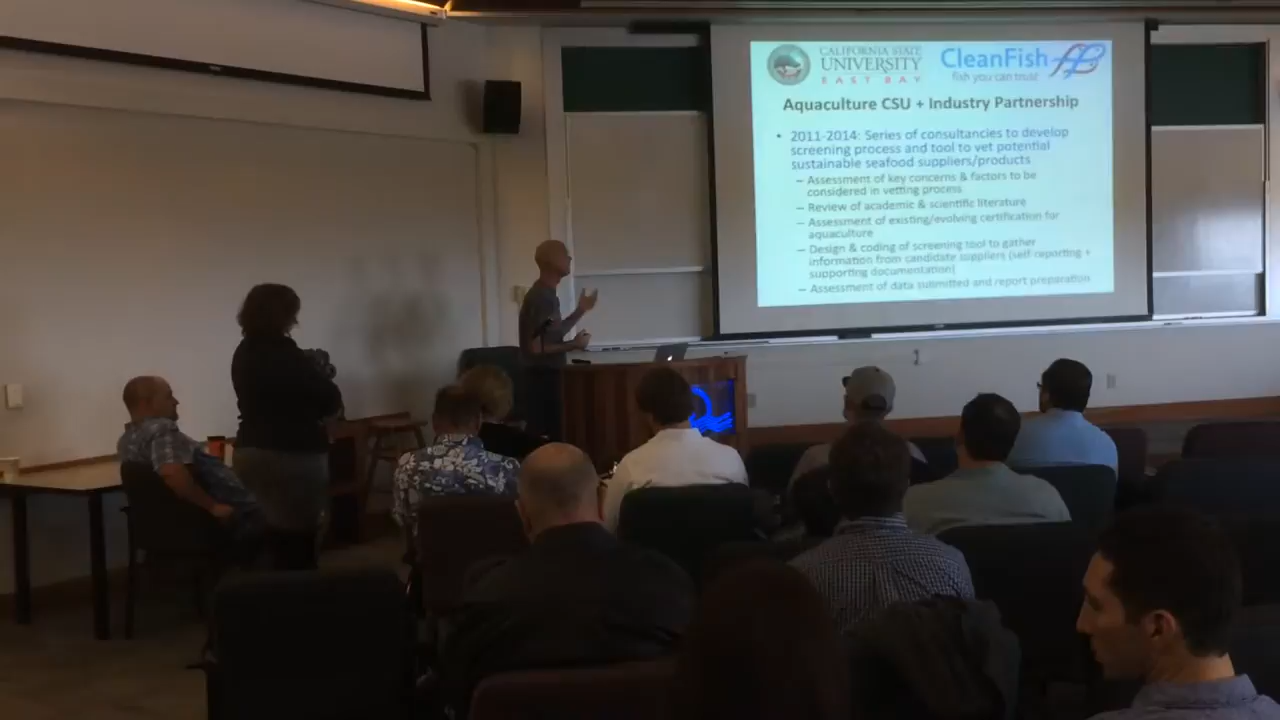 CALIFORNIA STATE
UNIVERSITY
EAST BAY
CleanFish
fish you can trust
Aquaculture CSU + Industry Partnership
• 2011-2014: Series of consultancies to develop
screening process and tool to vet potential
sustainable seafood suppliers/products
– Assessment of key concerns & factors to be
considered in vetting process
– Review of academic & scientific literature
– Assessment of existing/evolving certification for
aquaculture
– Design & coding of screening tool to gather
information from candidate suppliers (self-reporting +
supporting documentation(
– Assessment of data submitted and report preparation